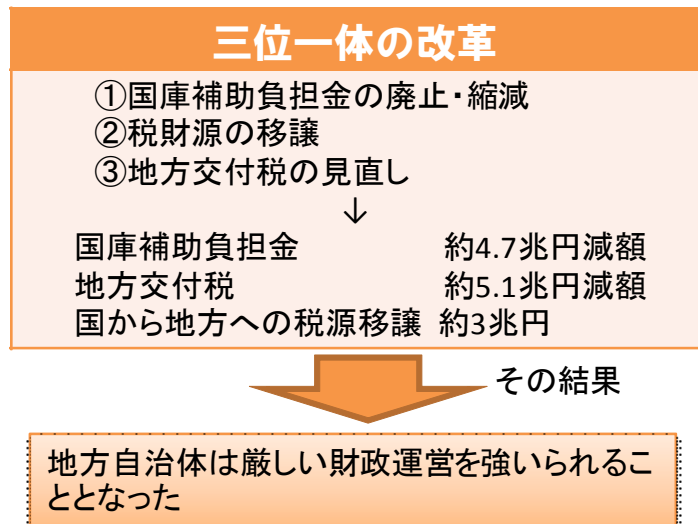 三位一体の改革
①国庫補助負担金の廃止・縮減
②税財源の移譲
③地方交付税の見直し
↓
国庫補助負担金 約4.7兆円減額
地方交付税 約5.1兆円減額
国から地方への税源移譲 約3兆円
その結果
地方自治体は厳しい財政運営を強いられるこ
ととなった